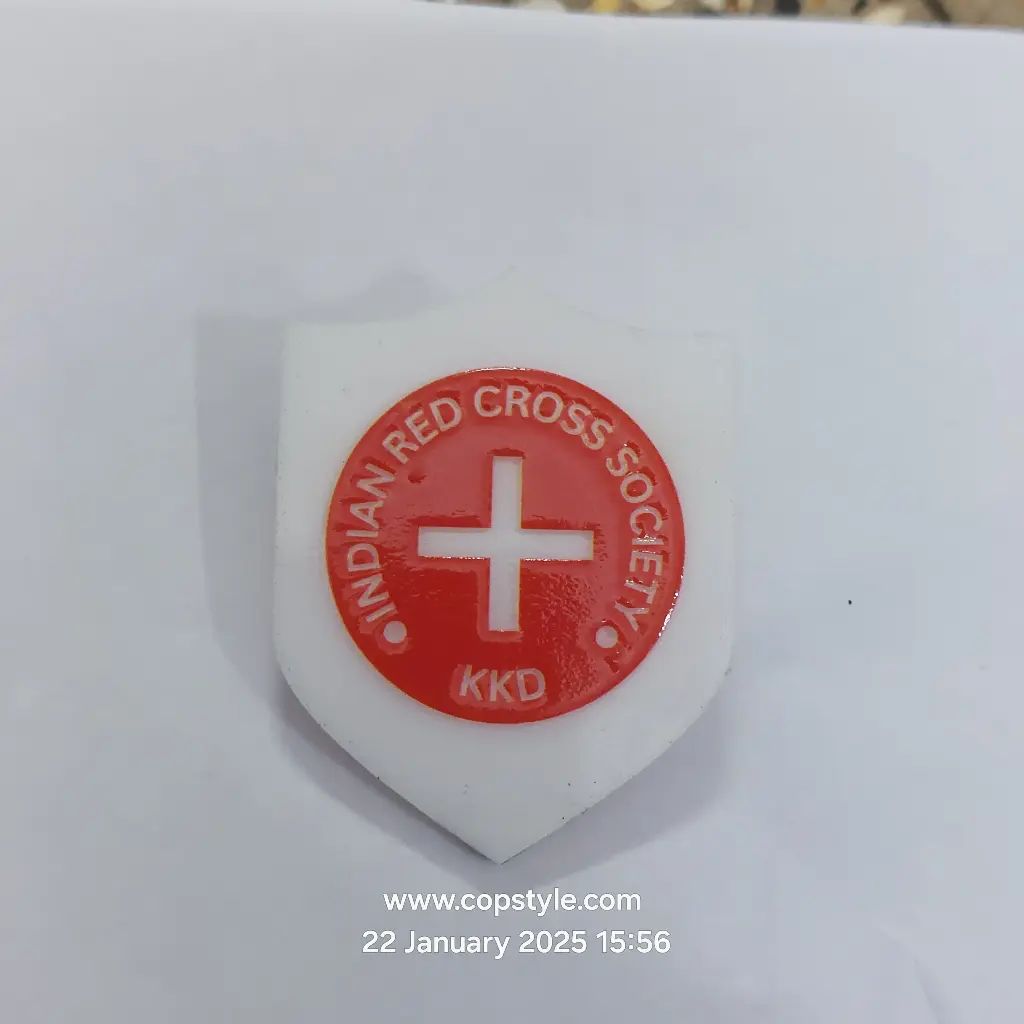 INDIAN RED CROSS SOCIETY
KKD
www.copstyle.com
22 January 2025 15:56